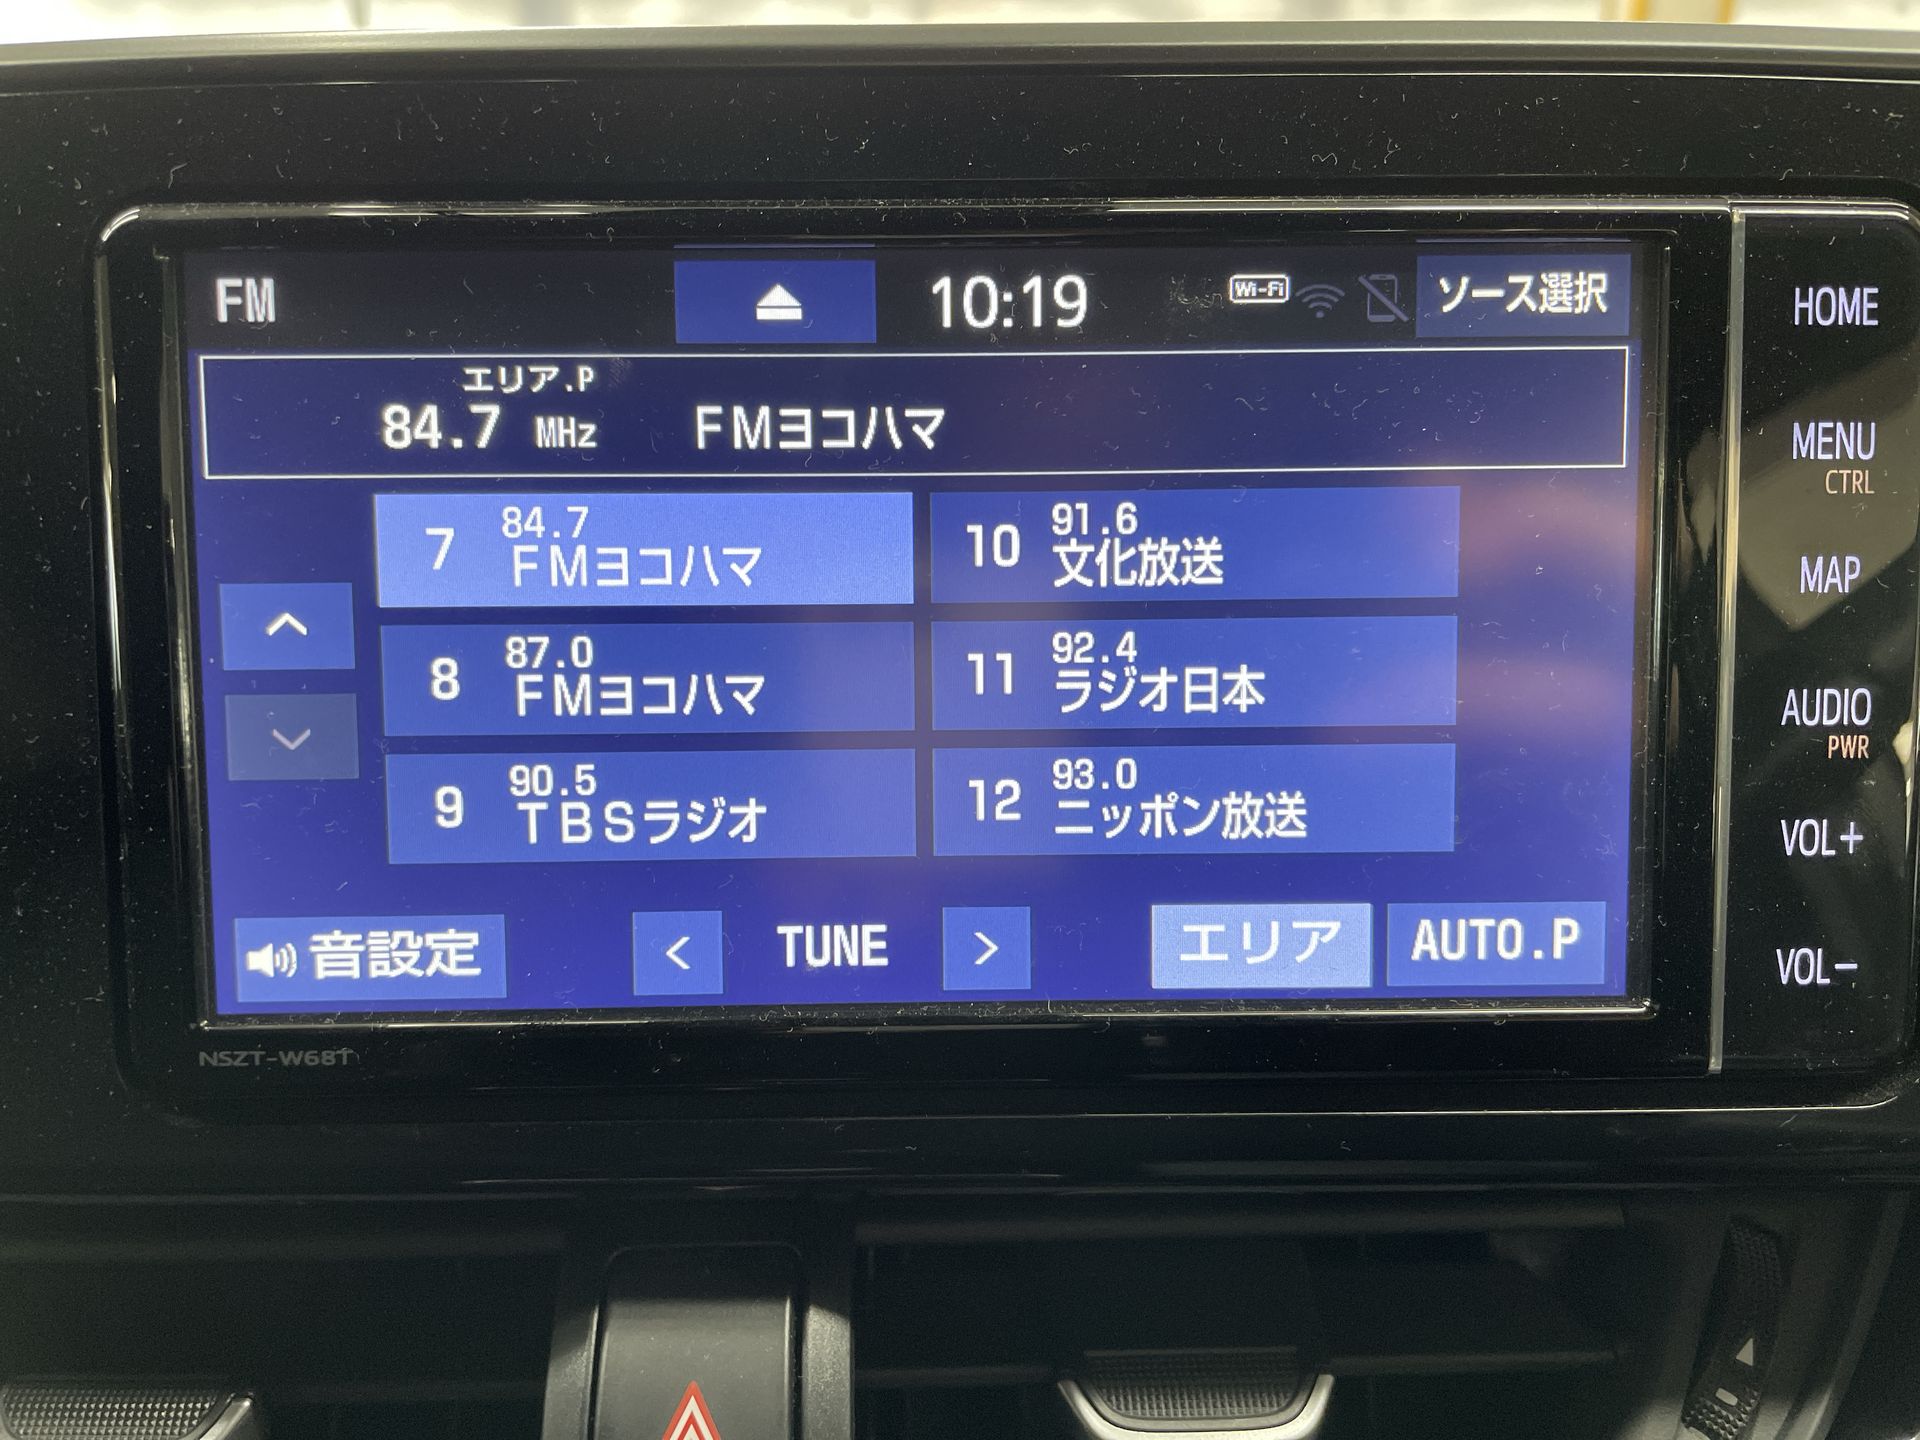 FM
10:19
Wi-Fi
ソース選択
エリア.P
84.7 MHz ＦＭヨコハマ
7 84.7
ＦＭヨコハマ
8 87.0
ＦＭヨコハマ
9 90.5
ＴＢＳラジオ
10 91.6
文化放送
11 92.4
ラジオ日本
12 93.0
ニッポン放送
音設定
< TUNE >
エリア
AUTO.P
NSZT-W68T
HOME
MENU
CTRL
MAP
AUDIO
PWR
VOL+
VOL-